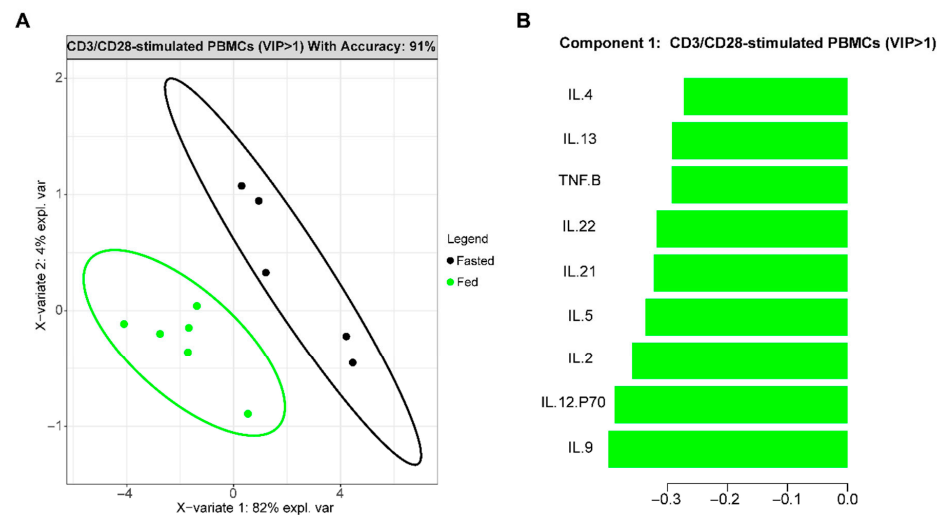 A
CD3/CD28-stimulated PBMCs (VIP>1) With Accuracy: 91%
2
1
0
−1
X-variate 2: 4% expl. var
−4
0
4
X-variate 1: 82% expl. var
Legend
Fasted
Fed
B
Component 1: CD3/CD28-stimulated PBMCs (VIP>1)
IL.4
IL.13
TNF.B
IL.22
IL.21
IL.5
IL.2
IL.12.P70
IL.9
−0.3
−0.2
−0.1
0.0